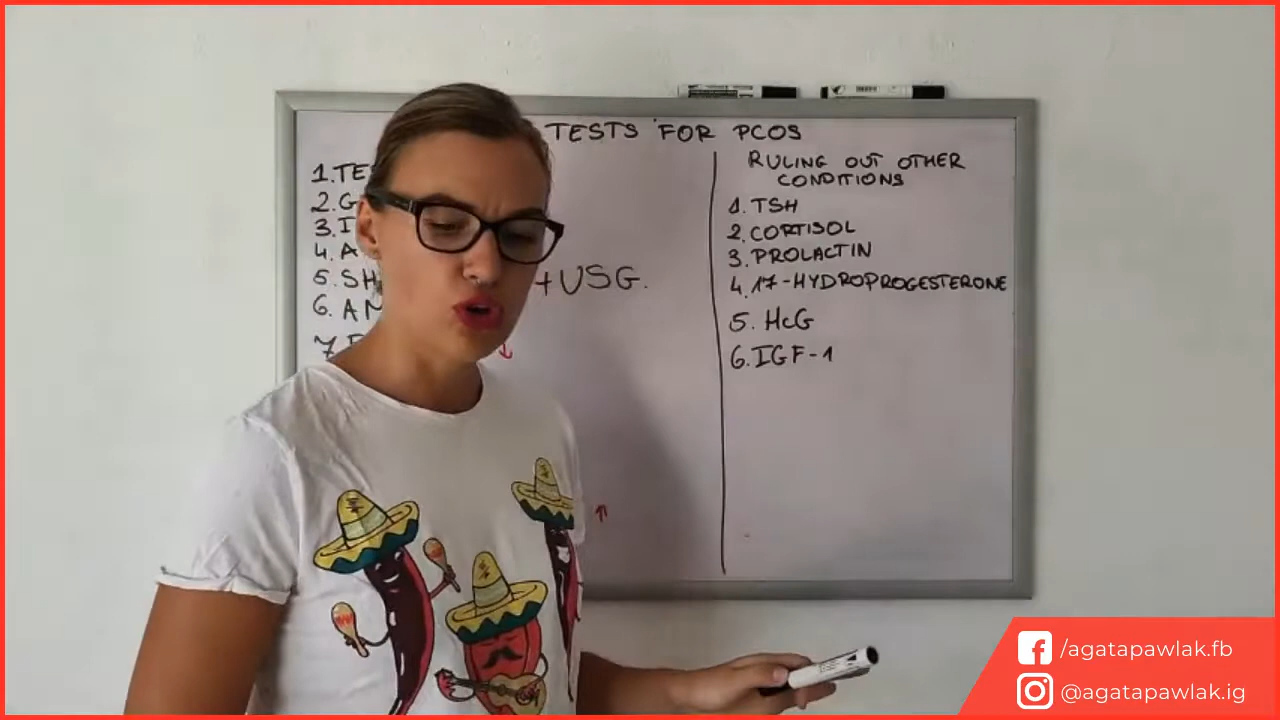 TESTS FOR PCOS
1. TE
2. G
3. I
4. A
5. SH
6. AM
7.
+ USG.
RULING OUT OTHER
CONDITIONS
1. TSH
2. CORTISOL
3. PROLACTIN
4. 17-HYDROPROGESTERONE
5. HcG
6. IGF-1
/agatapawlak.fb
@agatapawlak.ig